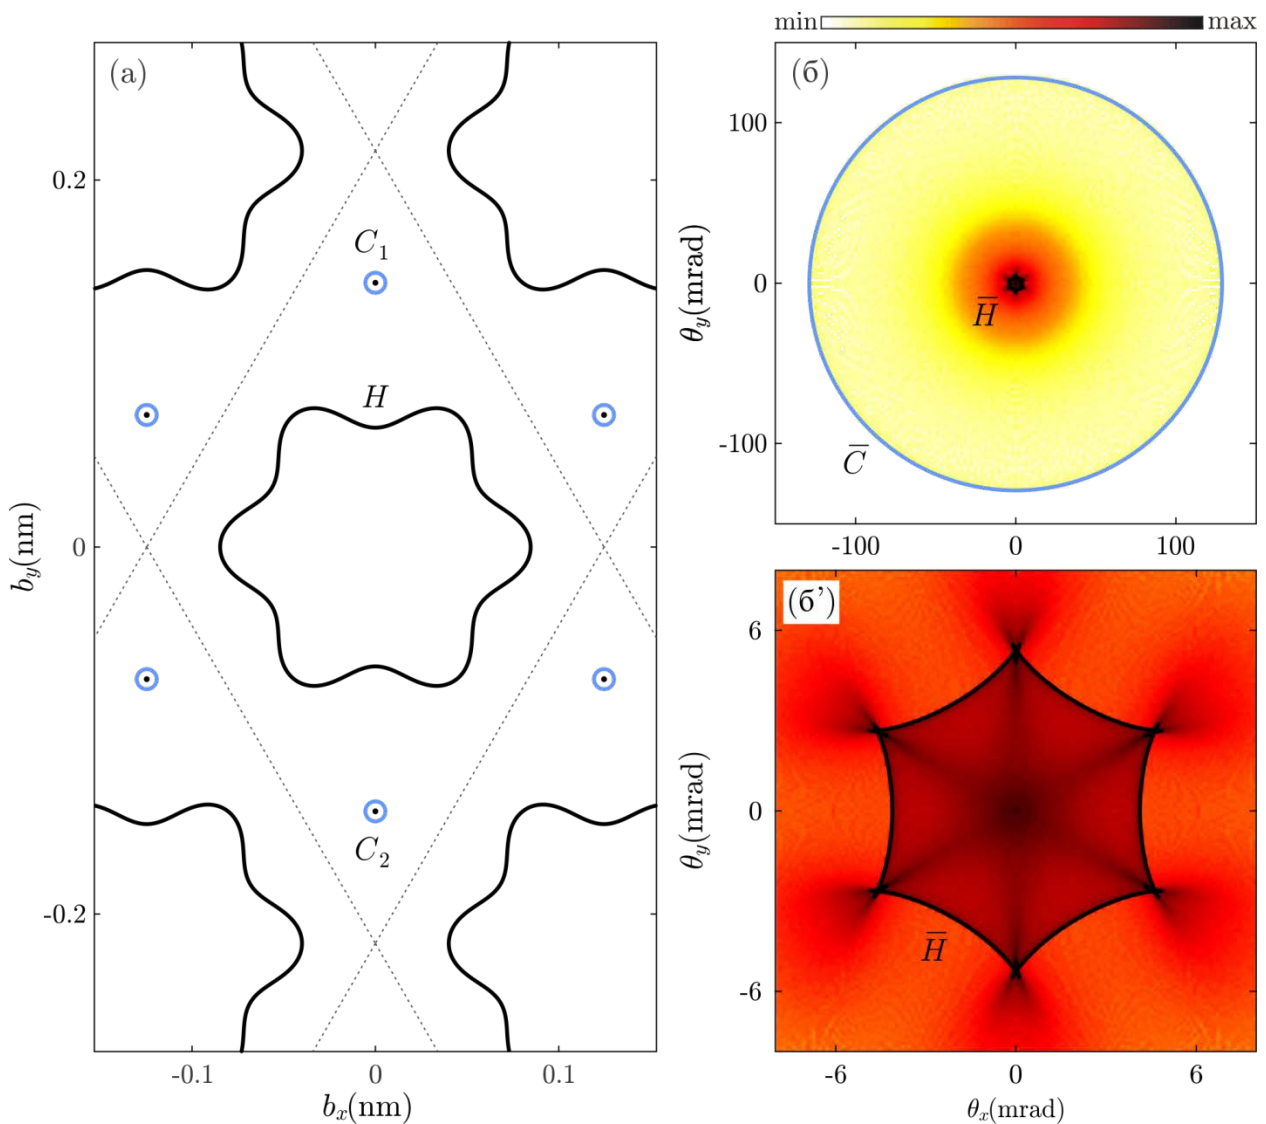 min max
(а)
0.2
0
-0.2
C₁
H
C₂
-0.1 0 0.1
b_y(nm)
b_x(nm)
(б)
100
0
-100
H̅
C̅
-100 0 100
θ_y(mrad)
(б’)
6
0
-6
H̅
-6 0 6
θ_y(mrad)
θ_x(mrad)